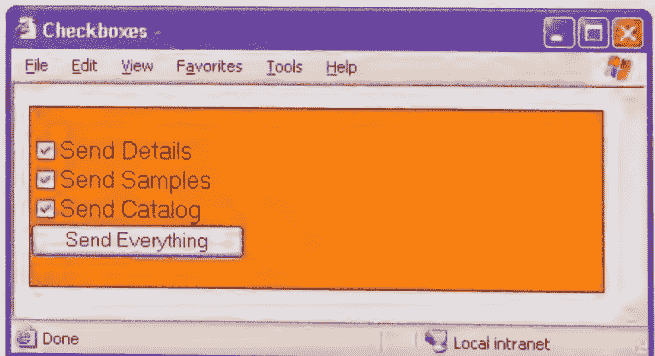 Checkboxes
File Edit View Favorites Tools Help
Send Details
Send Samples
Send Catalog
Send Everything
Done
Local intranet